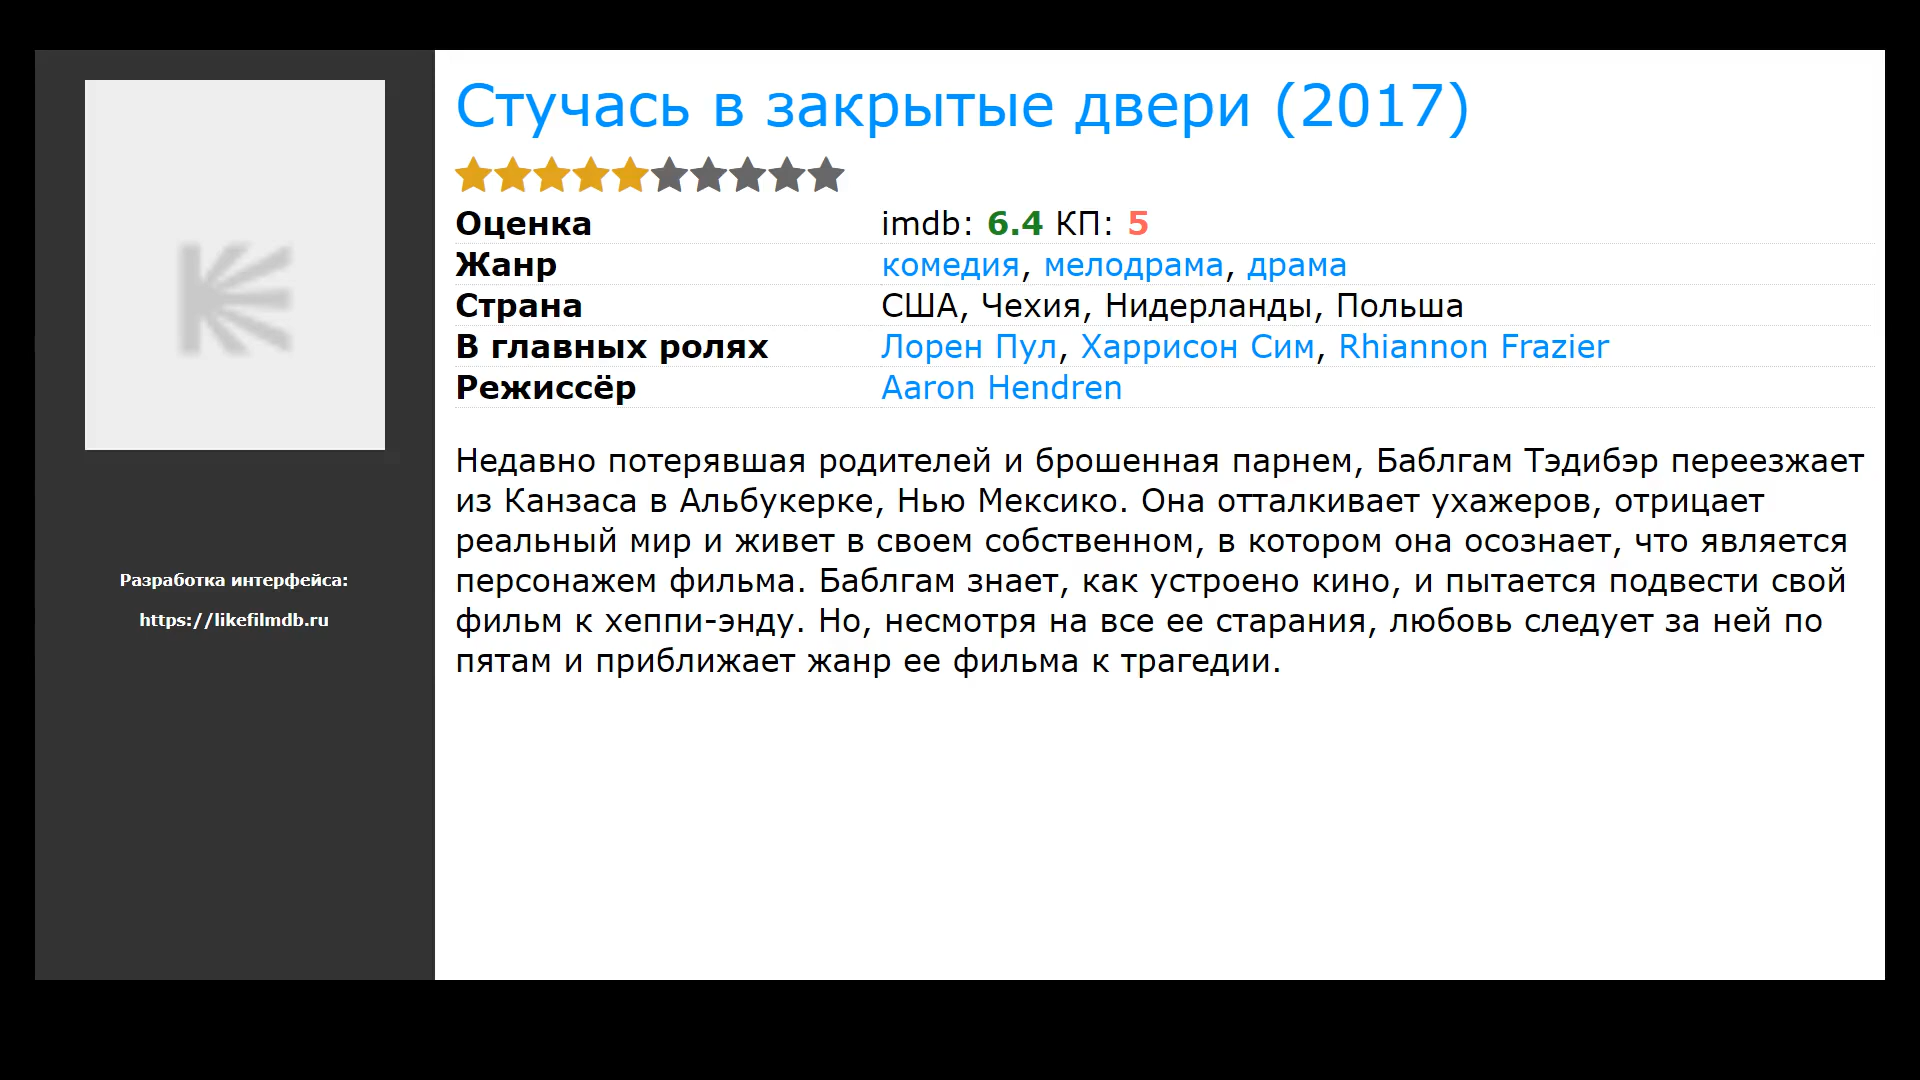 Стучась в закрытые двери (2017)
Оценка imdb: 6.4 КП: 5
Жанр комедия, мелодрама, драма
Страна США, Чехия, Нидерланды, Польша
В главных ролях Лорен Пул, Харрисон Сим, Rhiannon Frazier
Режиссёр Aaron Hendren
Недавно потерявшая родителей и брошенная парнем, Баблгам Тэдибэр переезжает
из Канзаса в Альбукерке, Нью Мексико. Она отталкивает ухажеров, отрицает
реальный мир и живет в своем собственном, в котором она осознает, что является
персонажем фильма. Баблгам знает, как устроено кино, и пытается подвести свой
фильм к хеппи-энду. Но, несмотря на все ее старания, любовь следует за ней по
пятам и приближает жанр ее фильма к трагедии.
Разработка интерфейса:
https://likefilmdb.ru